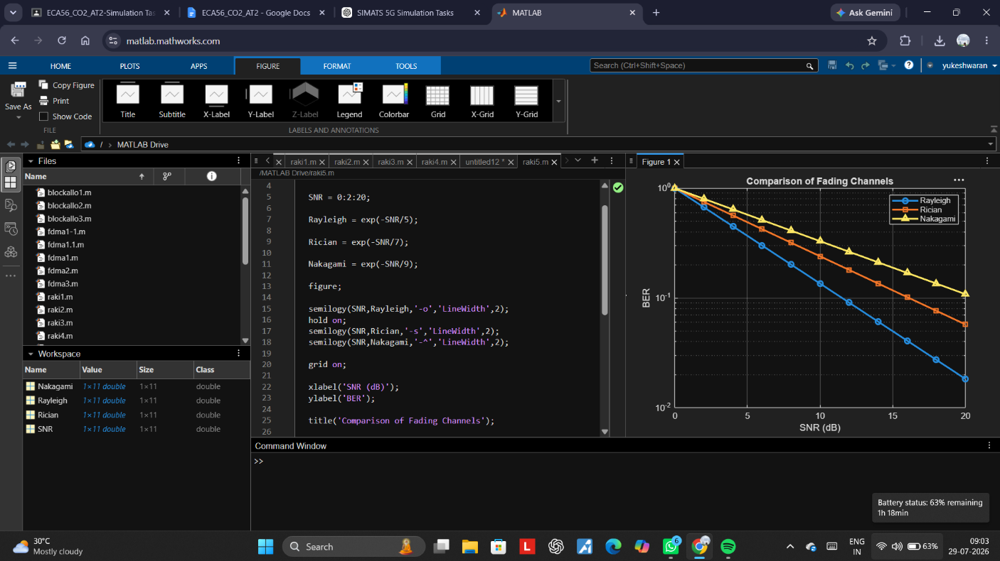 ECA56_CO2_AT2-Simulation Tas
ECA56_CO2_AT2 - Google Docs
SIMATS 5G Simulation Tasks
MATLAB
Ask Gemini
matlab.mathworks.com
HOME
PLOTS
APPS
FIGURE
FORMAT
TOOLS
Search (Ctrl+Shift+Space)
yukeshwaran
Save As
Copy Figure
Print
Show Code
FILE
Title
Subtitle
X-Label
Y-Label
Z-Label
Legend
Colorbar
Grid
X-Grid
Y-Grid
LABELS AND ANNOTATIONS
/ › MATLAB Drive
Files
Name
blockallo1.m
blockallo2.m
blockallo3.m
fdma1-1.m
fdma1.1.m
fdma1.m
fdma2.m
fdma3.m
raki1.m
raki2.m
raki3.m
raki4.m
Workspace
Name Value Size Class
Nakagami 1×11 double 1×11 double
Rayleigh 1×11 double 1×11 double
Rician 1×11 double 1×11 double
SNR 1×11 double 1×11 double
raki1.m
raki2.m
raki3.m
raki4.m
untitled12 *
raki5.m
/MATLAB Drive/raki5.m
4
5 SNR = 0:2:20;
6
7 Rayleigh = exp(-SNR/5);
8
9 Rician = exp(-SNR/7);
10
11 Nakagami = exp(-SNR/9);
12
13 figure;
14
15 semilogy(SNR,Rayleigh,'-o','LineWidth',2);
16 hold on;
17 semilogy(SNR,Rician,'-s','LineWidth',2);
18 semilogy(SNR,Nakagami,'-^','LineWidth',2);
19
20 grid on;
21
22 xlabel('SNR (dB)');
23 ylabel('BER');
24
25 title('Comparison of Fading Channels');
26
Figure 1
Comparison of Fading Channels
Rayleigh
Rician
Nakagami
10⁰
10⁻¹
10⁻²
BER
0 5 10 15 20
SNR (dB)
Command Window
>>
Battery status: 63% remaining
1h 18min
30°C
Mostly cloudy
Search
6
ENG
IN
63%
09:03
29-07-2026